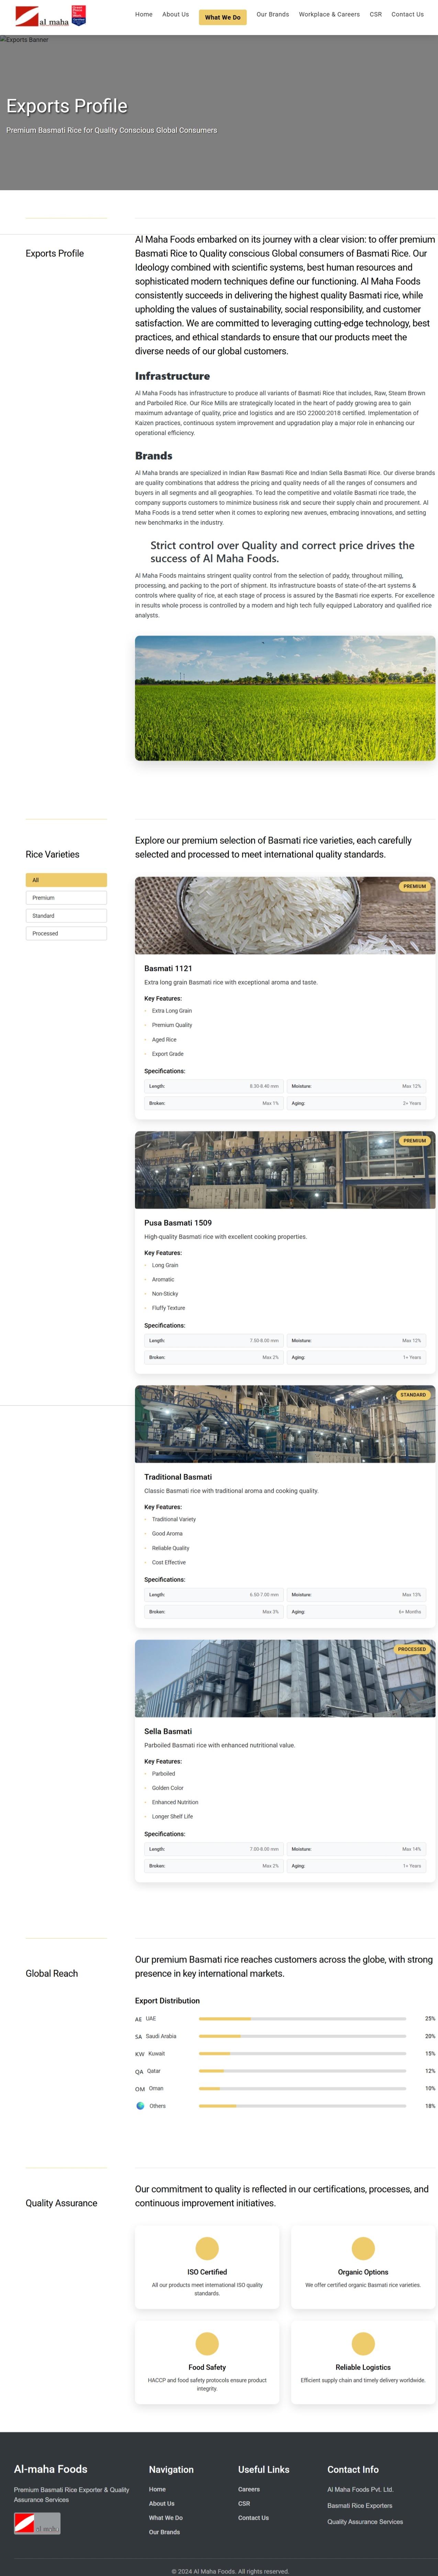 al maha
Home
About Us
What We Do
Our Brands
Workplace & Careers
CSR
Contact Us
Exports Banner
Exports Profile
Premium Basmati Rice for Quality Conscious Global Consumers
Exports Profile
Al Maha Foods embarked on its journey with a clear vision: to offer premium
Basmati Rice to Quality conscious Global consumers of Basmati Rice. Our
Ideology combined with scientific systems, best human resources and
sophisticated modern techniques define our functioning. Al Maha Foods
consistently succeeds in delivering the highest quality Basmati rice, while
upholding the values of sustainability, social responsibility, and customer
satisfaction. We are committed to leveraging cutting-edge technology, best
practices, and ethical standards to ensure that our products meet the
diverse needs of our global customers.
Infrastructure
Al Maha Foods has infrastructure to produce all variants of Basmati Rice that includes, Raw, Steam Brown
and Parboiled Rice. Our Rice Mills are strategically located in the heart of paddy growing area to gain
maximum advantage of quality, price and logistics and are ISO 22000:2018 certified. Implementation of
Kaizen practices, continuous system improvement and upgradation play a major role in enhancing our
operational efficiency.
Brands
Al Maha brands are specialized in Indian Raw Basmati Rice and Indian Sella Basmati Rice. Our diverse brands
are quality combinations that address the pricing and quality needs of all the ranges of consumers and
buyers in all segments and all geographies. To lead the competitive and volatile Basmati rice trade, the
company supports customers to minimize business risk and secure their supply chain and procurement. Al
Maha Foods is a trend setter when it comes to exploring new avenues, embracing innovations, and setting
new benchmarks in the industry.
Strict control over Quality and correct price drives the
success of Al Maha Foods.
Al Maha Foods maintains stringent quality control from the selection of paddy, throughout milling,
processing, and packing to the port of shipment. Its infrastructure boasts of state-of-the-art systems &
controls where quality of rice, at each stage of process is assured by the Basmati rice experts. For excellence
in results whole process is controlled by a modern and high tech fully equipped Laboratory and qualified rice
analysts.
Rice Varieties
All
Premium
Standard
Processed
Explore our premium selection of Basmati rice varieties, each carefully
selected and processed to meet international quality standards.
PREMIUM
Basmati 1121
Extra long grain Basmati rice with exceptional aroma and taste.
Key Features:
Extra Long Grain
Premium Quality
Aged Rice
Export Grade
Specifications:
Length: 8.30-8.40 mm
Moisture: Max 12%
Broken: Max 1%
Aging: 2+ Years
PREMIUM
Pusa Basmati 1509
High-quality Basmati rice with excellent cooking properties.
Key Features:
Long Grain
Aromatic
Non-Sticky
Fluffy Texture
Specifications:
Length: 7.50-8.00 mm
Moisture: Max 12%
Broken: Max 2%
Aging: 1+ Years
STANDARD
Traditional Basmati
Classic Basmati rice with traditional aroma and cooking quality.
Key Features:
Traditional Variety
Good Aroma
Reliable Quality
Cost Effective
Specifications:
Length: 6.50-7.00 mm
Moisture: Max 13%
Broken: Max 3%
Aging: 6+ Months
PROCESSED
Sella Basmati
Parboiled Basmati rice with enhanced nutritional value.
Key Features:
Parboiled
Golden Color
Enhanced Nutrition
Longer Shelf Life
Specifications:
Length: 7.00-8.00 mm
Moisture: Max 14%
Broken: Max 2%
Aging: 1+ Years
Global Reach
Our premium Basmati rice reaches customers across the globe, with strong
presence in key international markets.
Export Distribution
AE UAE 25%
SA Saudi Arabia 20%
KW Kuwait 15%
QA Qatar 12%
OM Oman 10%
Others 18%
Quality Assurance
Our commitment to quality is reflected in our certifications, processes, and
continuous improvement initiatives.
ISO Certified
All our products meet international ISO quality
standards.
Organic Options
We offer certified organic Basmati rice varieties.
Food Safety
HACCP and food safety protocols ensure product
integrity.
Reliable Logistics
Efficient supply chain and timely delivery worldwide.
Al-maha Foods
Premium Basmati Rice Exporter & Quality
Assurance Services
al maha
Navigation
Home
About Us
What We Do
Our Brands
Useful Links
Careers
CSR
Contact Us
Contact Info
Al Maha Foods Pvt. Ltd.
Basmati Rice Exporters
Quality Assurance Services
© 2024 Al Maha Foods. All rights reserved.